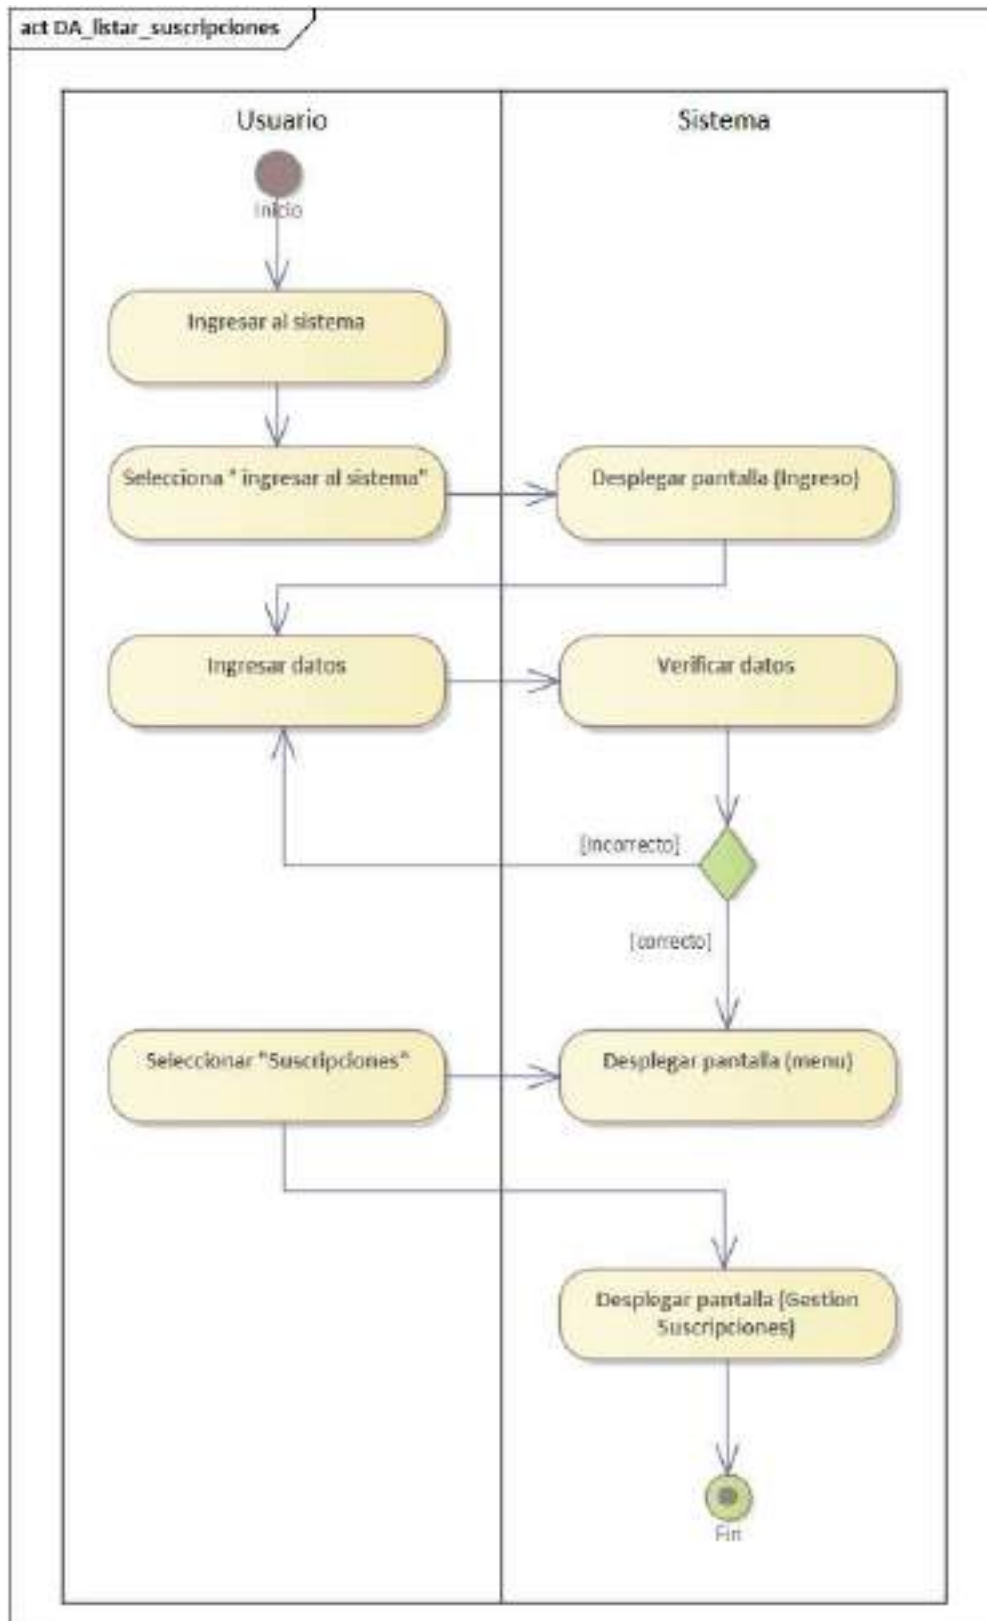 act DA_listar_suscripciones
Usuario
Sistema
Inicio
Ingresar al sistema
Selecciona " ingresar al sistema"
Desplegar pantalla (Ingreso)
Ingresar datos
Verificar datos
[Incorrecto]
[correcto]
Seleccionar "Suscripciones"
Desplegar pantalla (menu)
Desplegar pantalla (Gestion
Suscripciones)
Fin